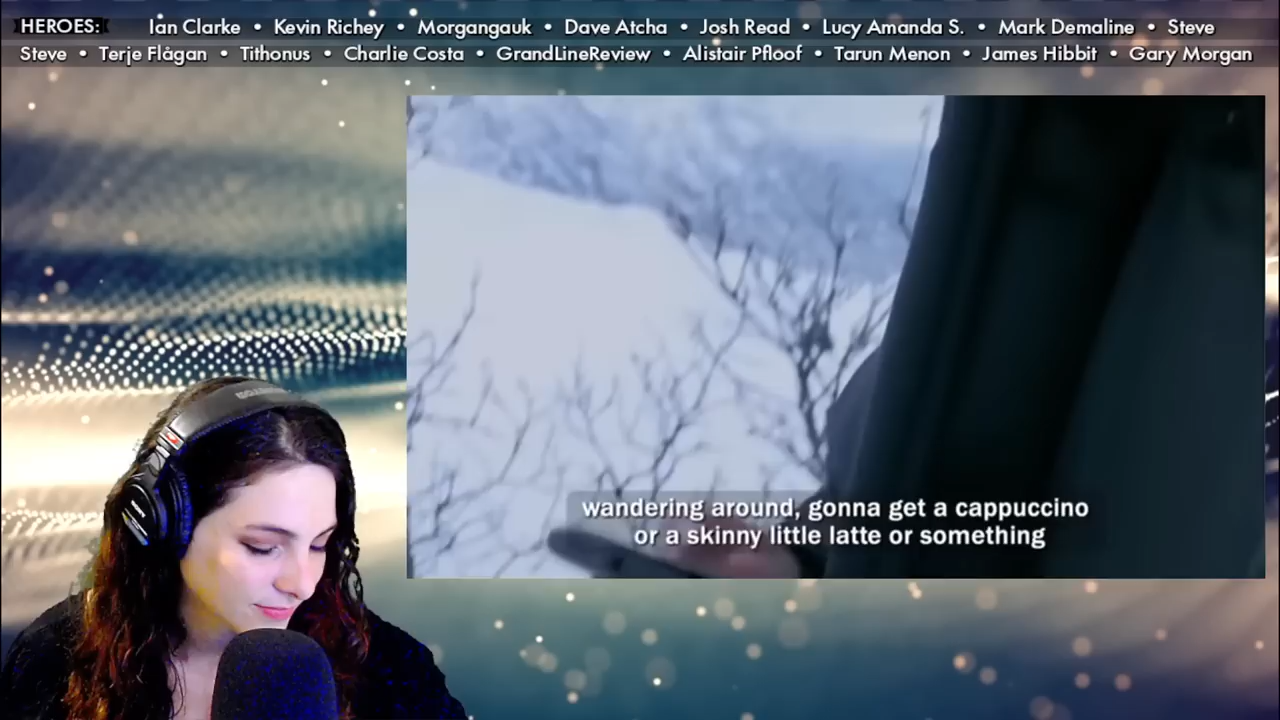 HEROES: Ian Clarke • Kevin Richey • Morgangauk • Dave Atcha • Josh Read • Lucy Amanda S. • Mark Demaline • Steve
Steve • Terje Flågan • Tithonus • Charlie Costa • GrandLineReview • Alistair Pfloof • Tarun Menon • James Hibbit • Gary Morgan
wandering around, gonna get a cappuccino
or a skinny little latte or something